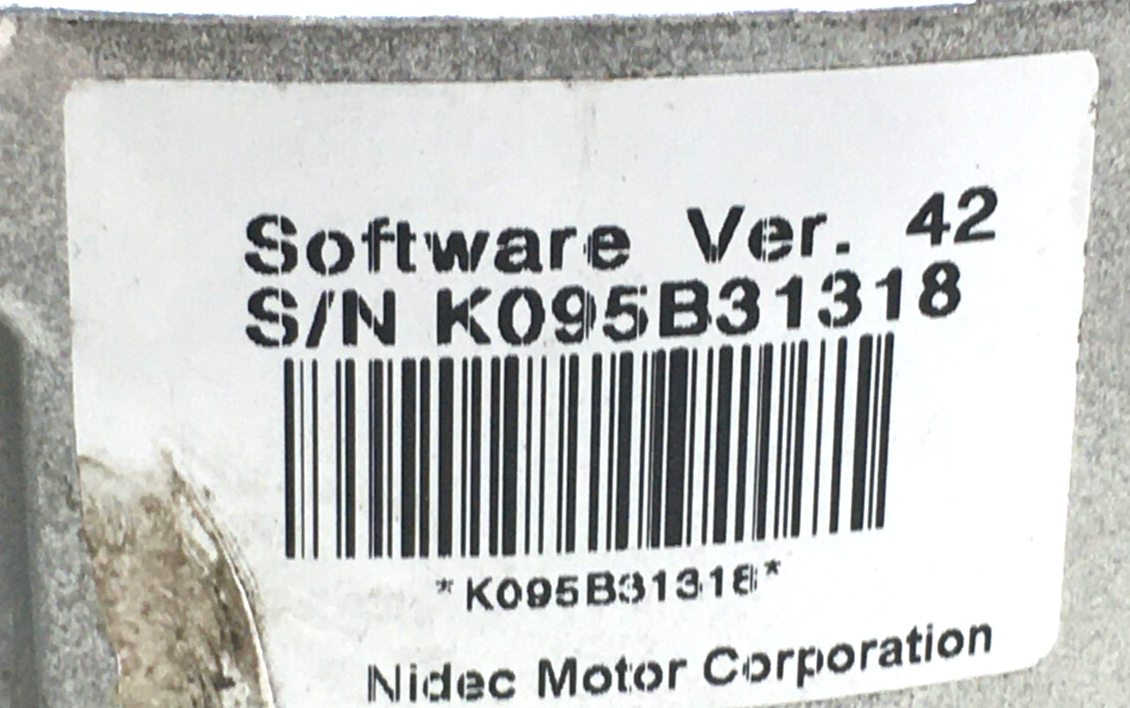 Software Ver. 42
S/N K095B31318
*K095B31318*
Nidec Motor Corporation